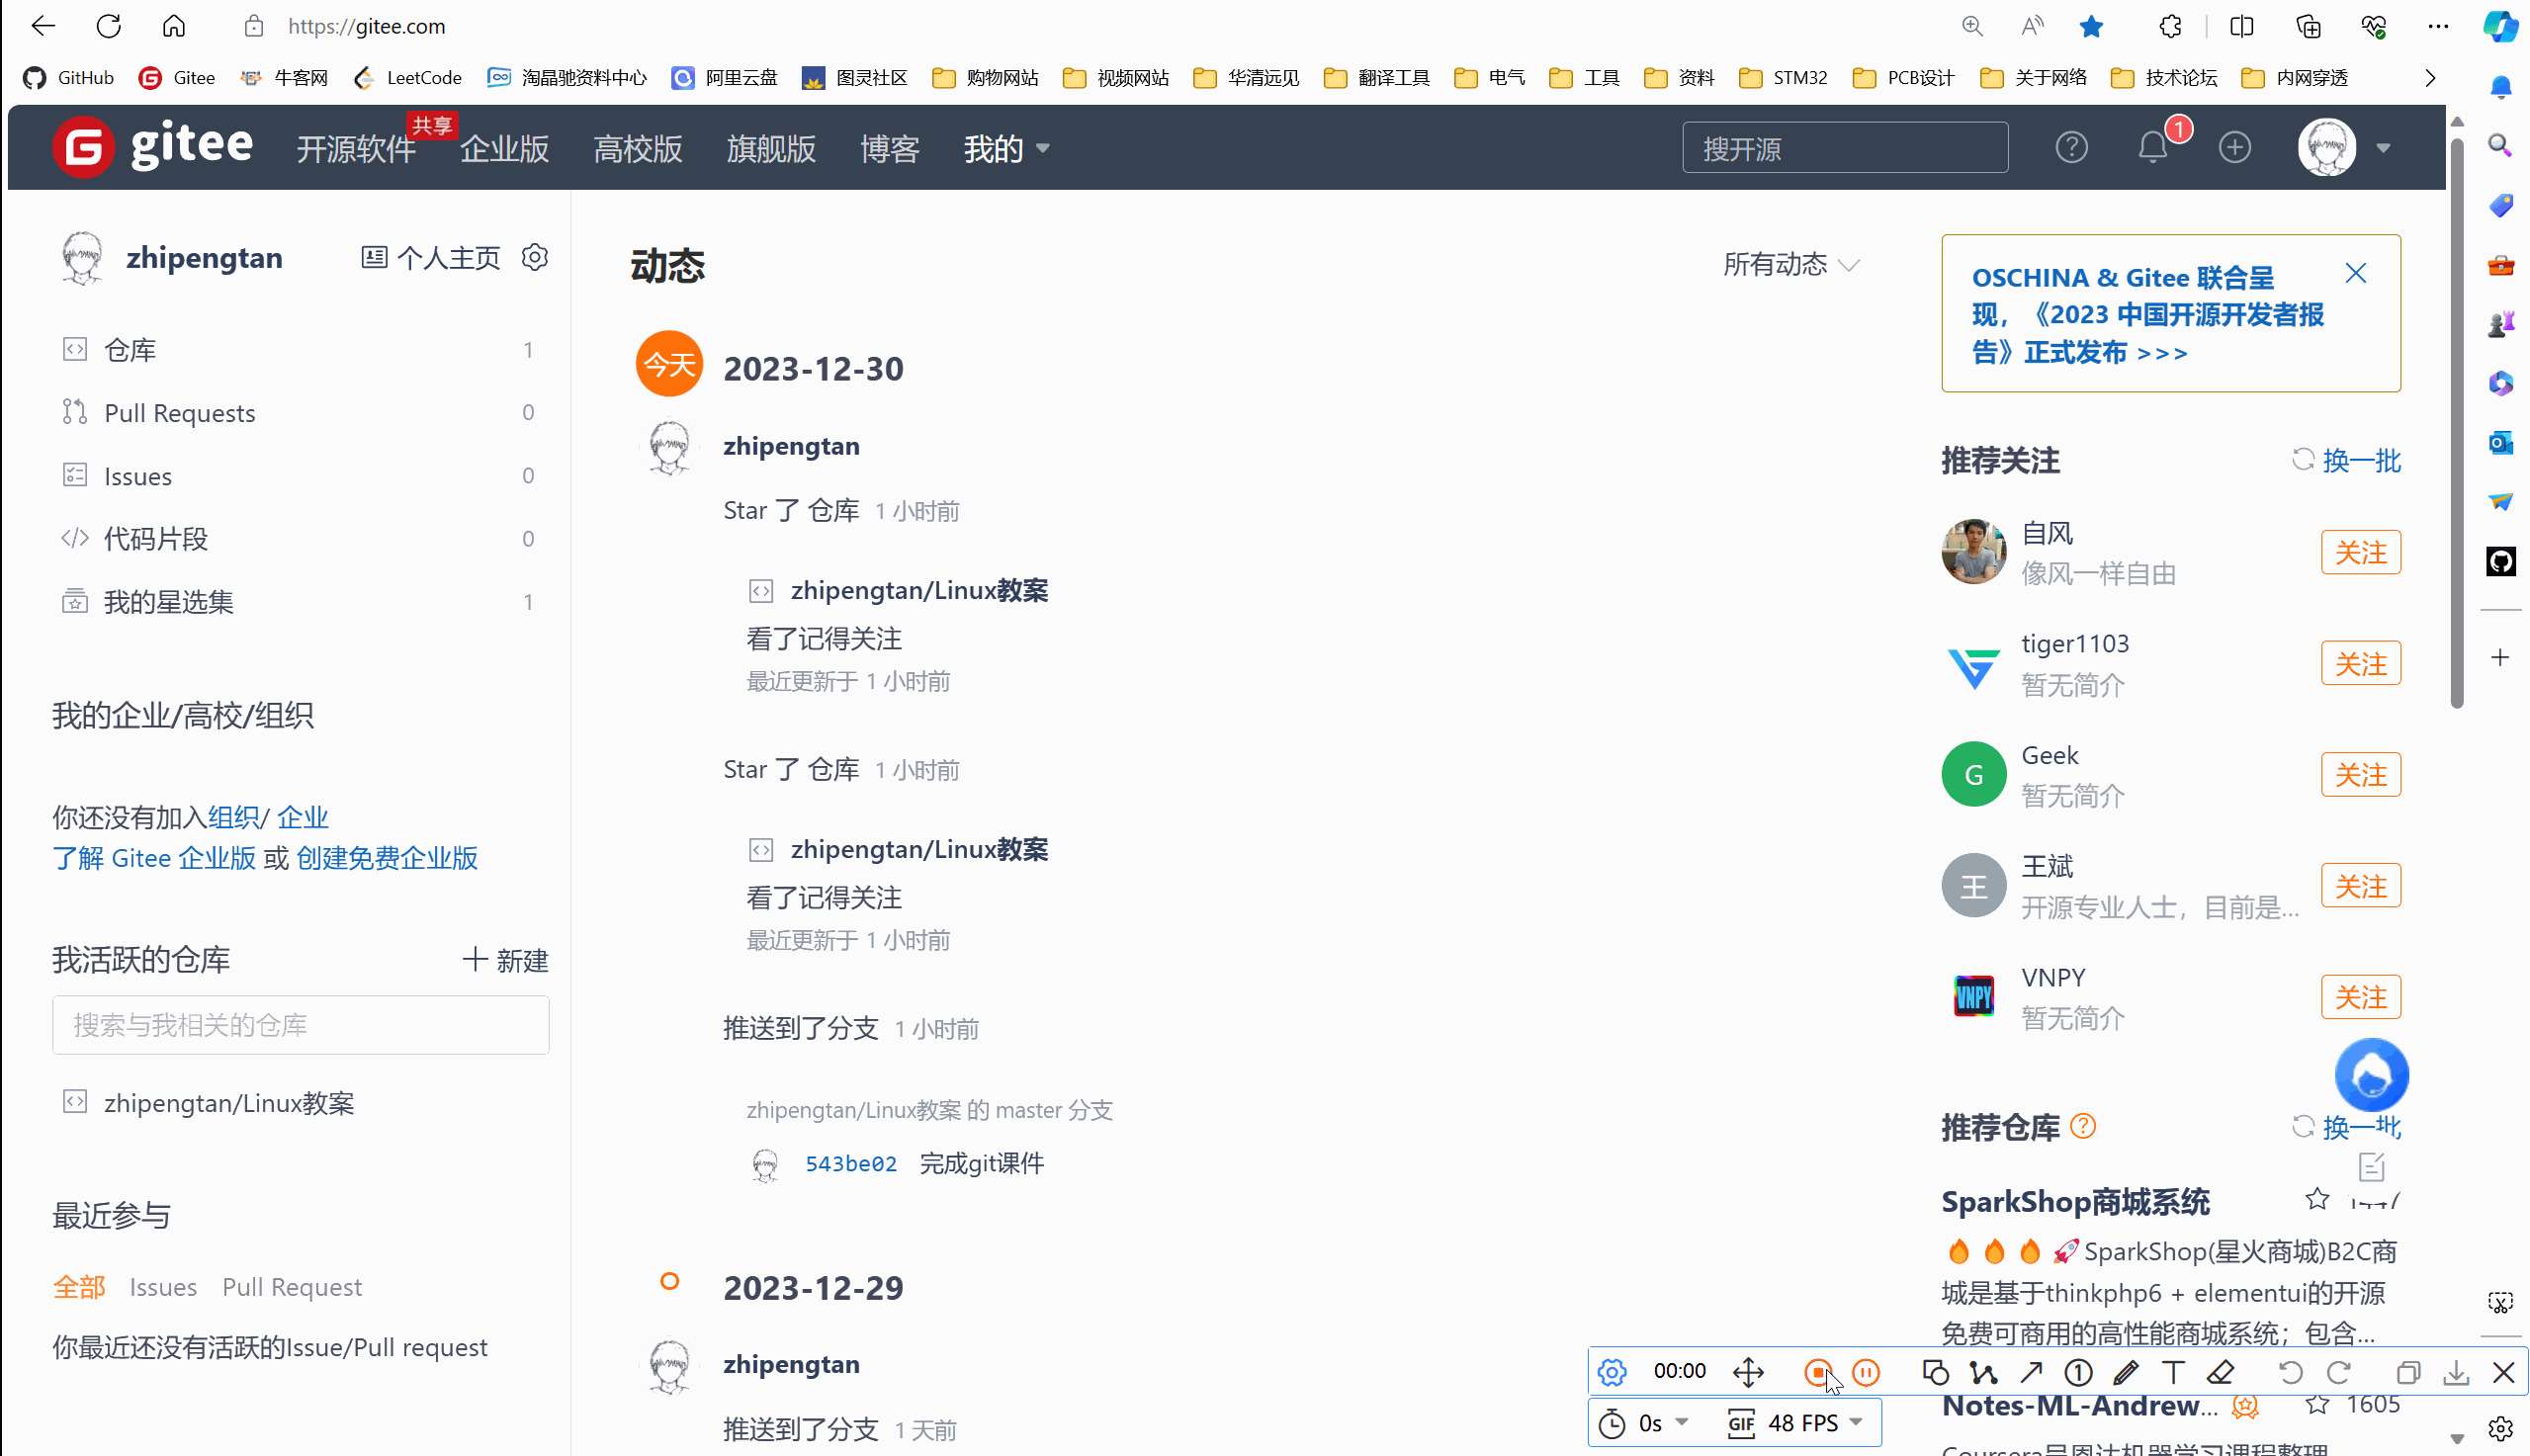 https://gitee.com
GitHub Gitee 牛客网 LeetCode 淘晶驰资料中心 阿里云盘 图灵社区 购物网站 视频网站 华清远见 翻译工具 电气 工具 资料 STM32 PCB设计 关于网络 技术论坛 内网穿透
gitee 开源软件 共享 企业版 高校版 旗舰版 博客 我的 搜开源 1
zhipengtan 个人主页
仓库 1
Pull Requests 0
Issues 0
代码片段 0
我的星选集 1
我的企业/高校/组织
你还没有加入组织/ 企业
了解 Gitee 企业版 或 创建免费企业版
我活跃的仓库 新建
搜索与我相关的仓库
zhipengtan/Linux教案
最近参与
全部 Issues Pull Request
你最近还没有活跃的Issue/Pull request
动态 所有动态
今天 2023-12-30
zhipengtan
Star 了 仓库 1 小时前
zhipengtan/Linux教案
看了记得关注
最近更新于 1 小时前
Star 了 仓库 1 小时前
zhipengtan/Linux教案
看了记得关注
最近更新于 1 小时前
推送到了分支 1 小时前
zhipengtan/Linux教案 的 master 分支
543be02 完成git课件
2023-12-29
zhipengtan
推送到了分支 1 天前
OSCHINA & Gitee 联合呈
现，《2023 中国开源开发者报
告》正式发布 >>>
推荐关注 换一批
自风 关注
像风一样自由
tiger1103 关注
暂无简介
G Geek 关注
暂无简介
王 王斌 关注
开源专业人士，目前是...
VNPY VNPY 关注
暂无简介
推荐仓库 换一批
SparkShop商城系统
SparkShop(星火商城)B2C商
城是基于thinkphp6 + elementui的开源
免费可商用的高性能商城系统；包含...
00:00
0s GIF 48 FPS
Notes-ML-Andrew... 1605
Coursera吴恩达机器学习课程整理